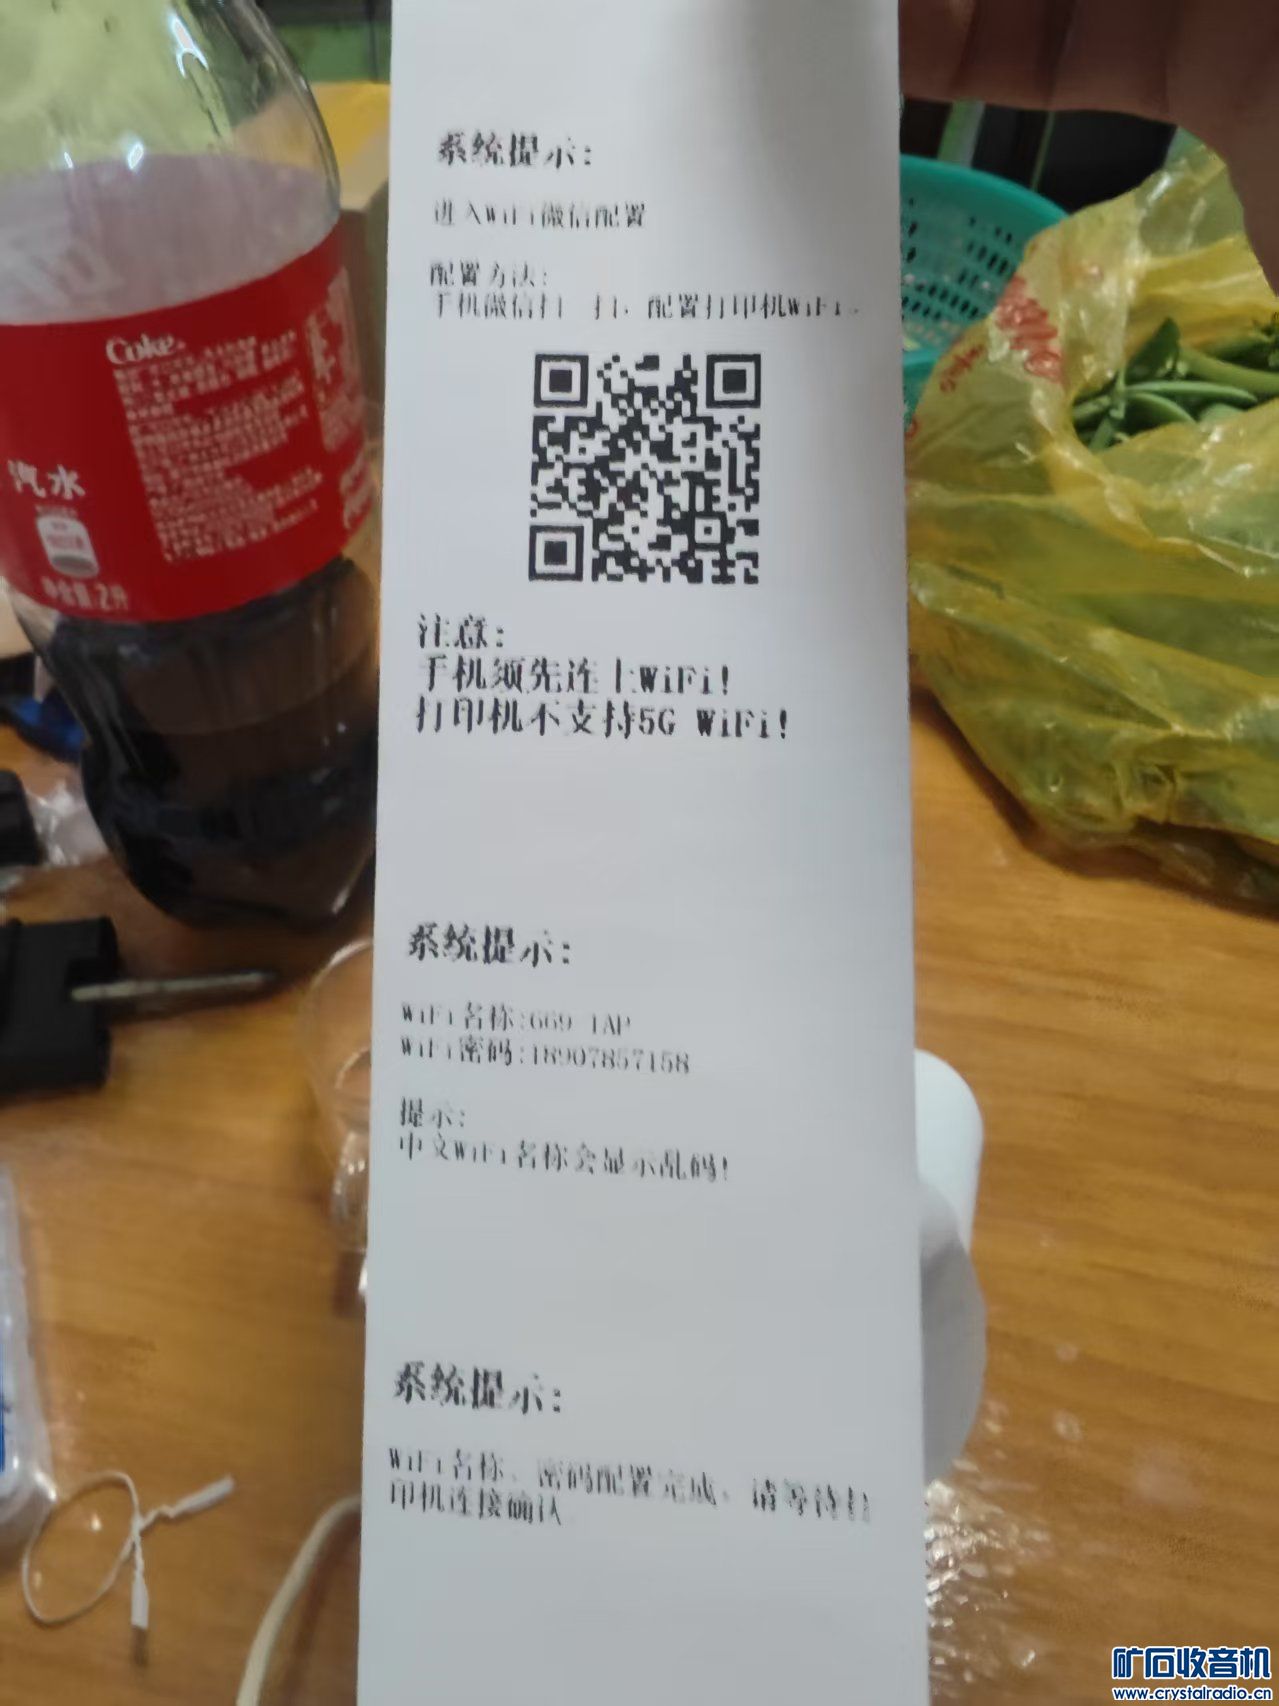 系统提示:
进入WiFi微信配置
配置方法:
手机微信扫一扫，配置打印机WiFi。
注意:
手机须先连上WiFi!
打印机不支持5G WiFi!
系统提示:
WiFi名称:669-1AP
WiFi密码:18907857158
提示:
中文WiFi名称会显示乱码!
系统提示:
WiFi名称、密码配置完成，请等待打
印机连接确认
Coke
汽水
净含量:2升
矿石收音机
www.crystalradio.cn